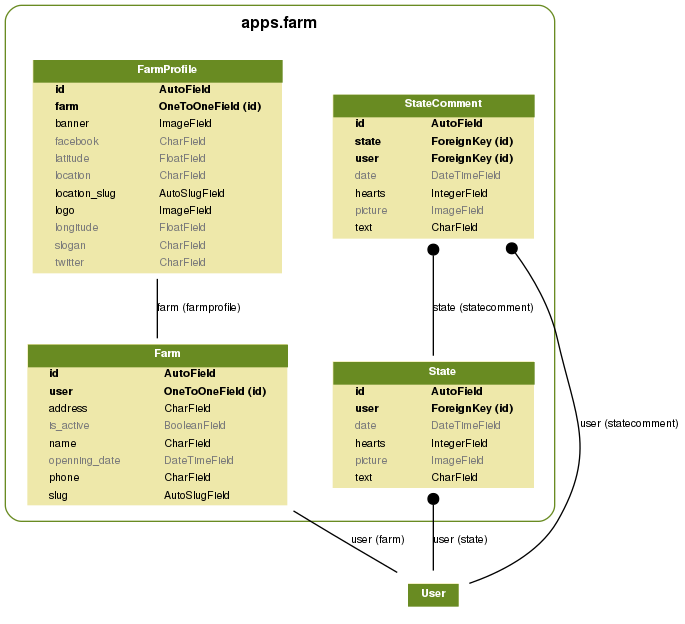 apps.farm
FarmProfile
id AutoField
farm OneToOneField (id)
banner ImageField
facebook CharField
latitude FloatField
location CharField
location_slug AutoSlugField
logo ImageField
longitude FloatField
slogan CharField
twitter CharField
StateComment
id AutoField
state ForeignKey (id)
user ForeignKey (id)
date DateTimeField
hearts IntegerField
picture ImageField
text CharField
farm (farmprofile)
state (statecomment)
Farm
id AutoField
user OneToOneField (id)
address CharField
is_active BooleanField
name CharField
openning_date DateTimeField
phone CharField
slug AutoSlugField
State
id AutoField
user ForeignKey (id)
date DateTimeField
hearts IntegerField
picture ImageField
text CharField
user (statecomment)
user (farm)
user (state)
User